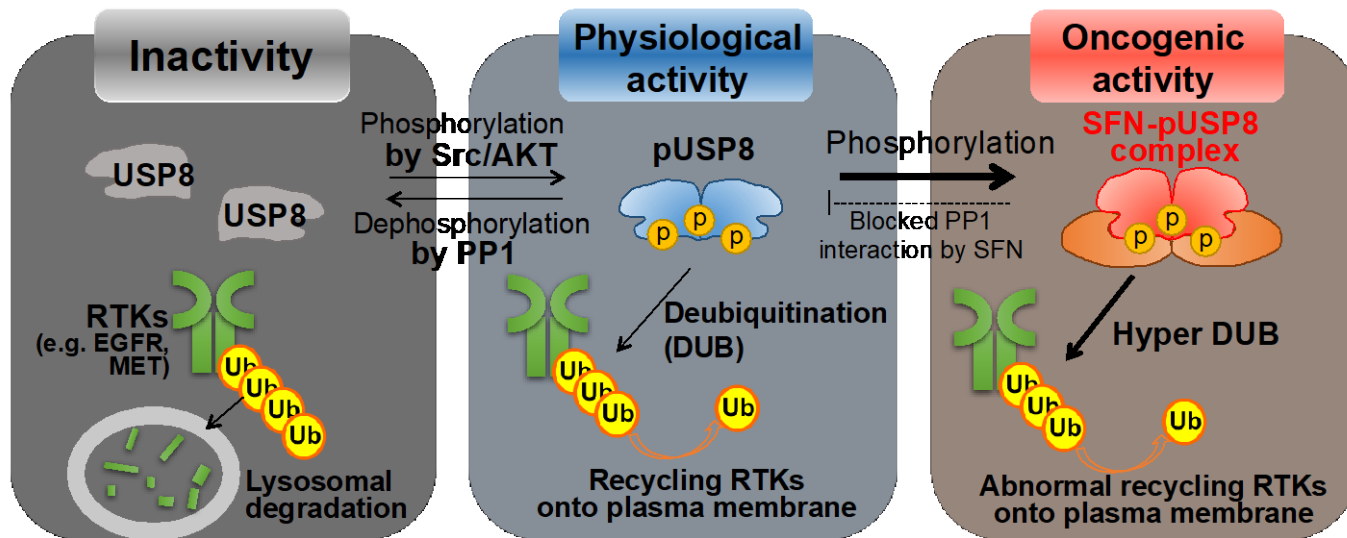 Inactivity
Phosphorylation
by Src/AKT
Dephosphorylation
by PP1
USP8
USP8
RTKs
(e.g. EGFR,
MET)
Ub
Ub
Ub
Ub
Lysosomal
degradation
Physiological
activity
pUSP8
p
p
p
Deubiquitination
(DUB)
Ub
Ub
Ub
Ub
Recycling RTKs
onto plasma membrane
Phosphorylation
Blocked PP1
interaction by SFN
Oncogenic
activity
SFN-pUSP8
complex
p
p
p
Hyper DUB
Ub
Ub
Ub
Ub
Abnormal recycling RTKs
onto plasma membrane